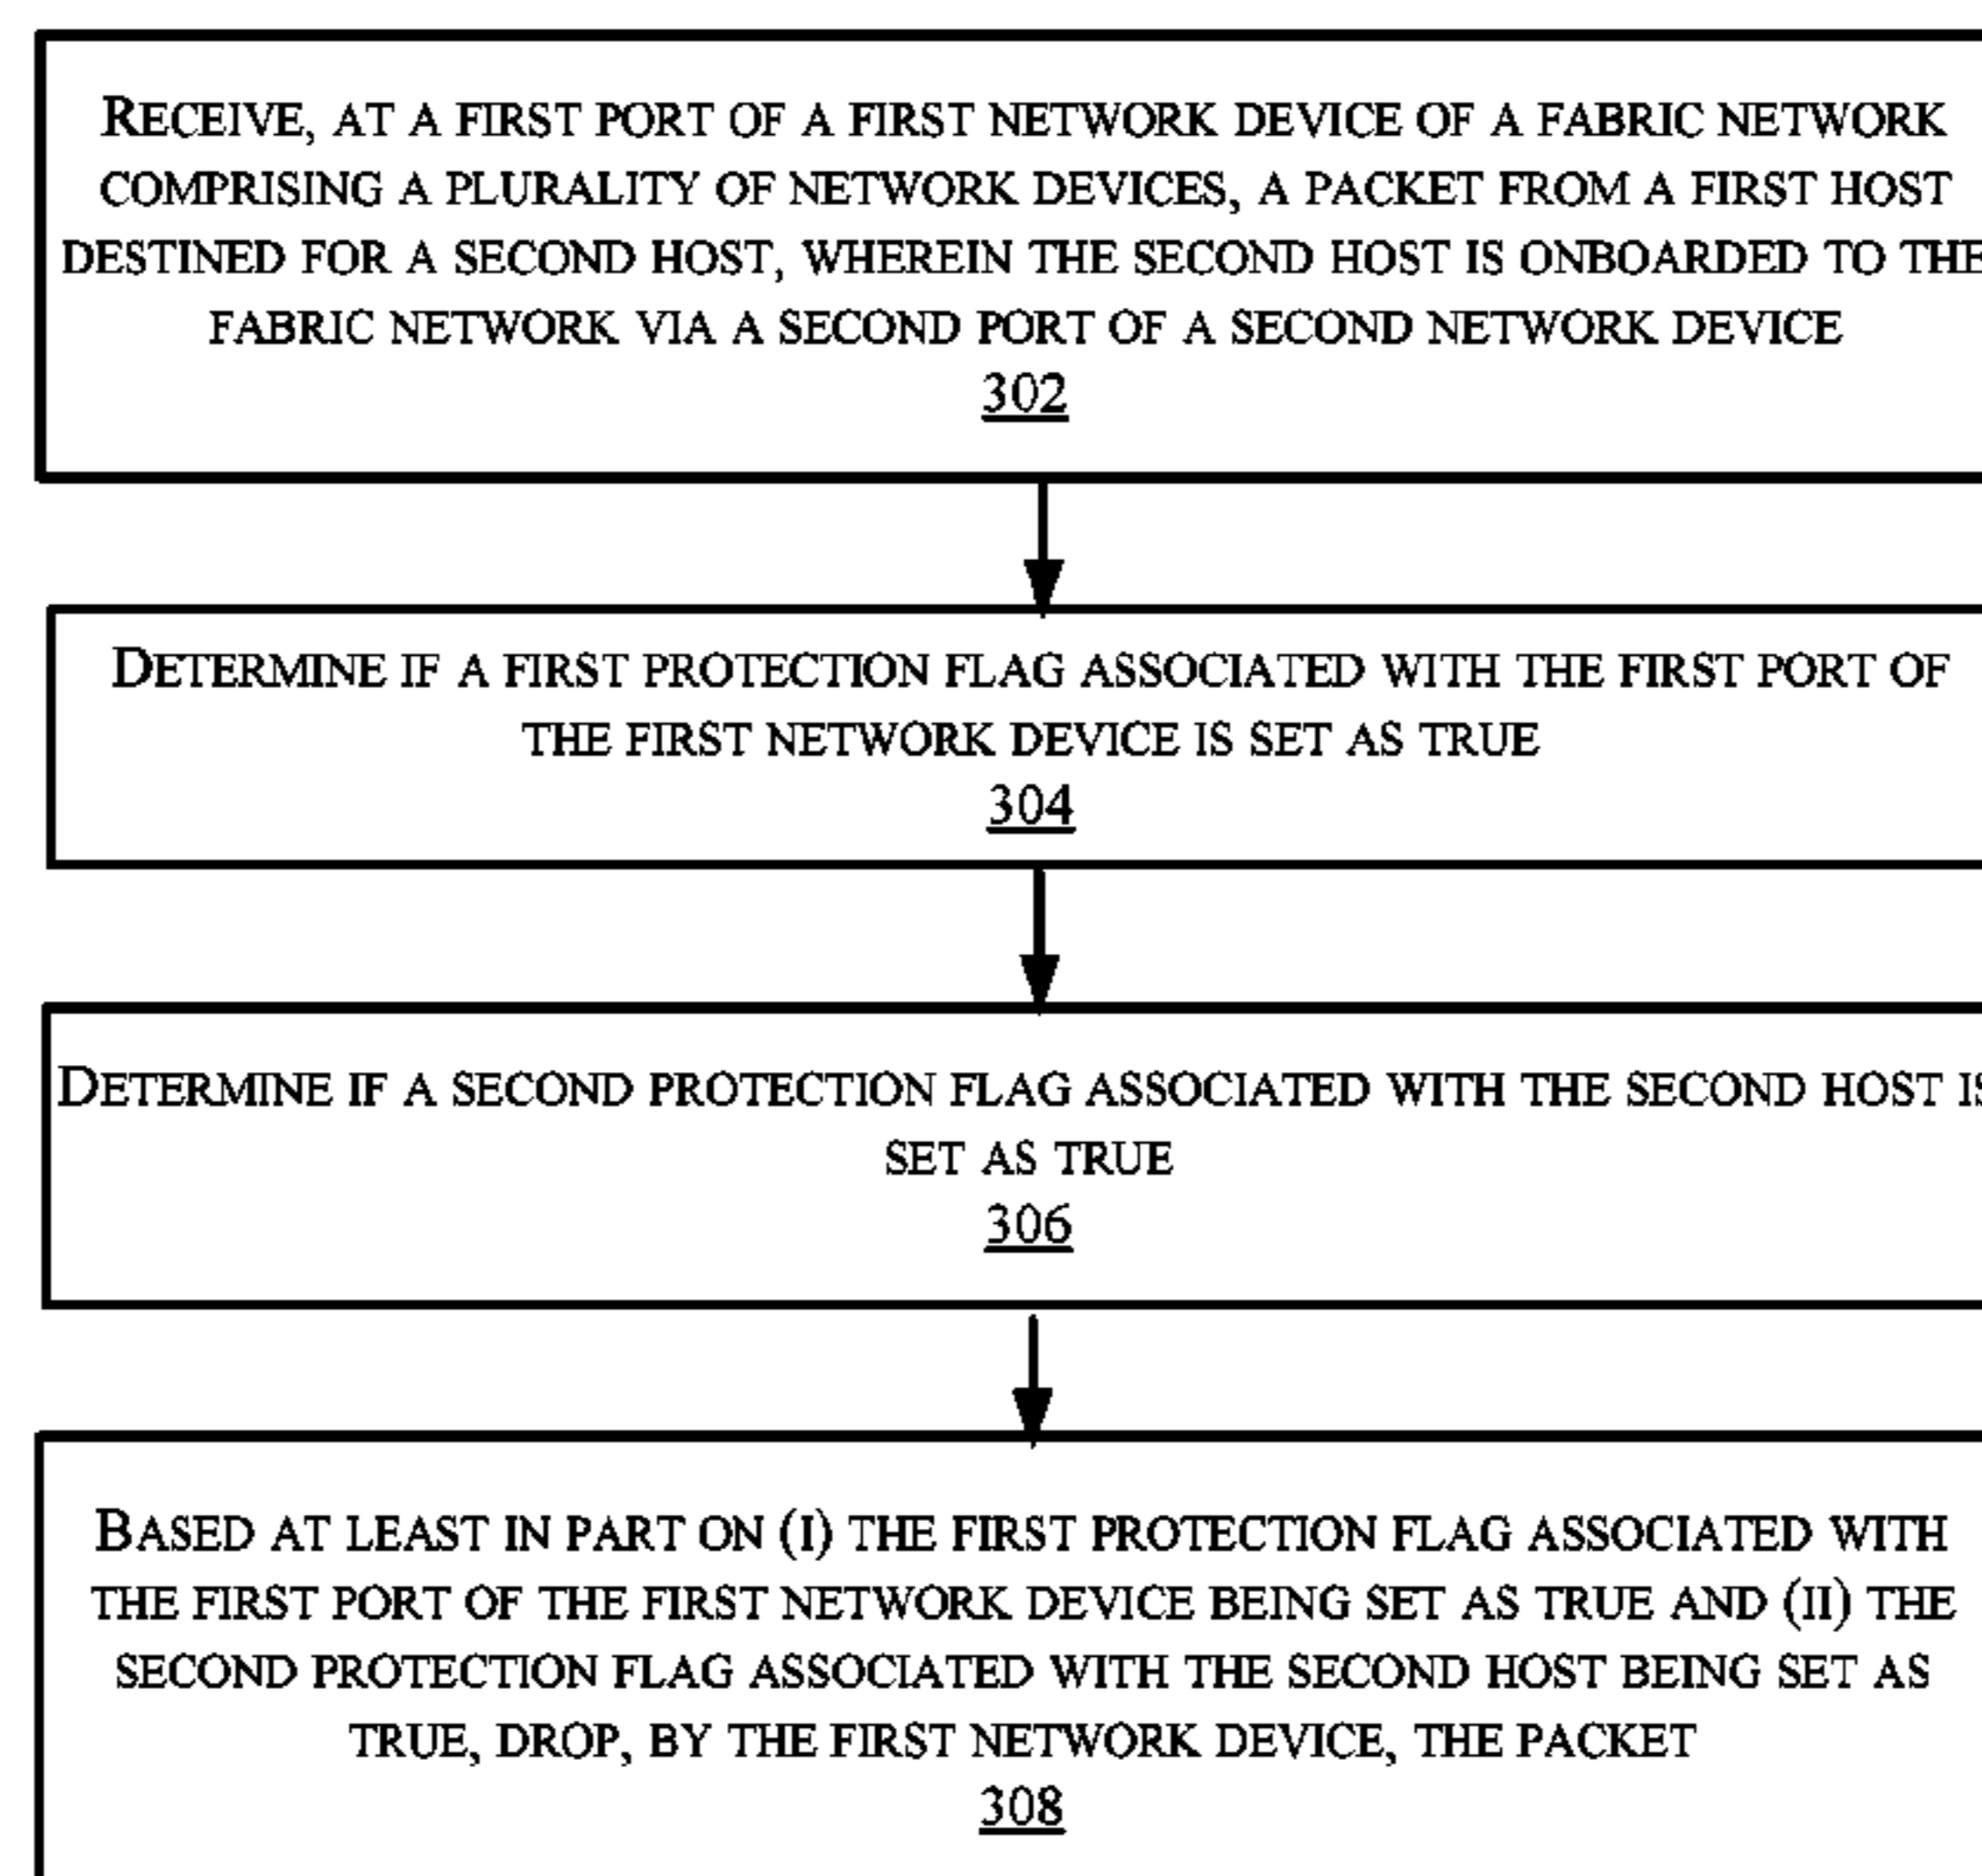 RECEIVE, AT A FIRST PORT OF A FIRST NETWORK DEVICE OF A FABRIC NETWORK
COMPRISING A PLURALITY OF NETWORK DEVICES, A PACKET FROM A FIRST HOST
DESTINED FOR A SECOND HOST, WHEREIN THE SECOND HOST IS ONBOARDED TO THE
FABRIC NETWORK VIA A SECOND PORT OF A SECOND NETWORK DEVICE
302
DETERMINE IF A FIRST PROTECTION FLAG ASSOCIATED WITH THE FIRST PORT OF
THE FIRST NETWORK DEVICE IS SET AS TRUE
304
DETERMINE IF A SECOND PROTECTION FLAG ASSOCIATED WITH THE SECOND HOST IS
SET AS TRUE
306
BASED AT LEAST IN PART ON (I) THE FIRST PROTECTION FLAG ASSOCIATED WITH
THE FIRST PORT OF THE FIRST NETWORK DEVICE BEING SET AS TRUE AND (II) THE
SECOND PROTECTION FLAG ASSOCIATED WITH THE SECOND HOST BEING SET AS
TRUE, DROP, BY THE FIRST NETWORK DEVICE, THE PACKET
308